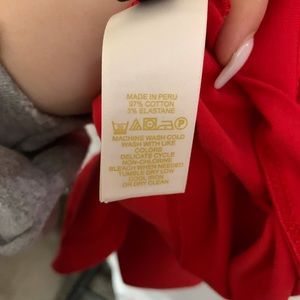 MADE IN PERU
97% COTTON
3% ELASTANE
MACHINE WASH COLD
WASH WITH LIKE
COLORS
DELICATE CYCLE
NON-CHLORINE
BLEACH WHEN NEEDED
TUMBLE DRY LOW
COOL IRON
OR DRY CLEAN